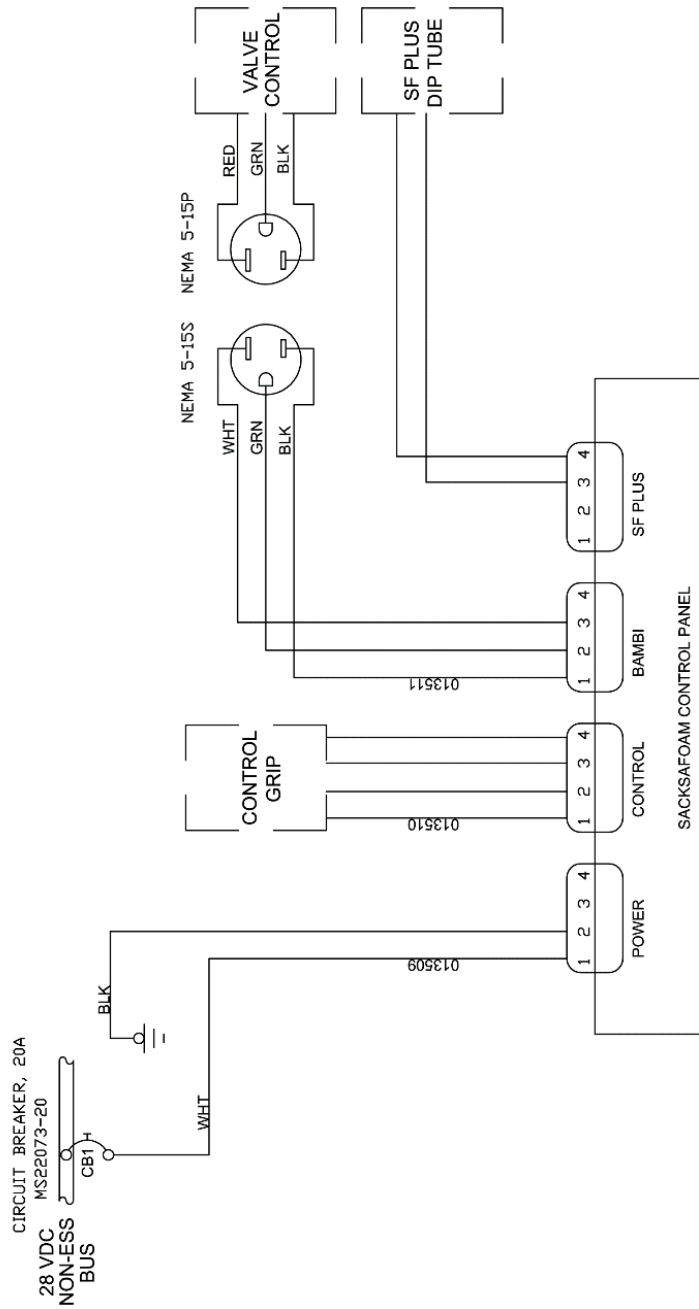 CIRCUIT BREAKER, 20A
MS22073-20
28 VDC
NON-ESS
BUS
CB1
BLK
WHT
013509
1 2 3 4
POWER
CONTROL
GRIP
013510
1 2 3 4
CONTROL
NEMA 5-15S
NEMA 5-15P
WHT
GRN
BLK
RED
GRN
BLK
VALVE
CONTROL
013511
1 2 3 4
BAMBI
SF PLUS
DIP TUBE
1 2 3 4
SF PLUS
SACKSAFOAM CONTROL PANEL